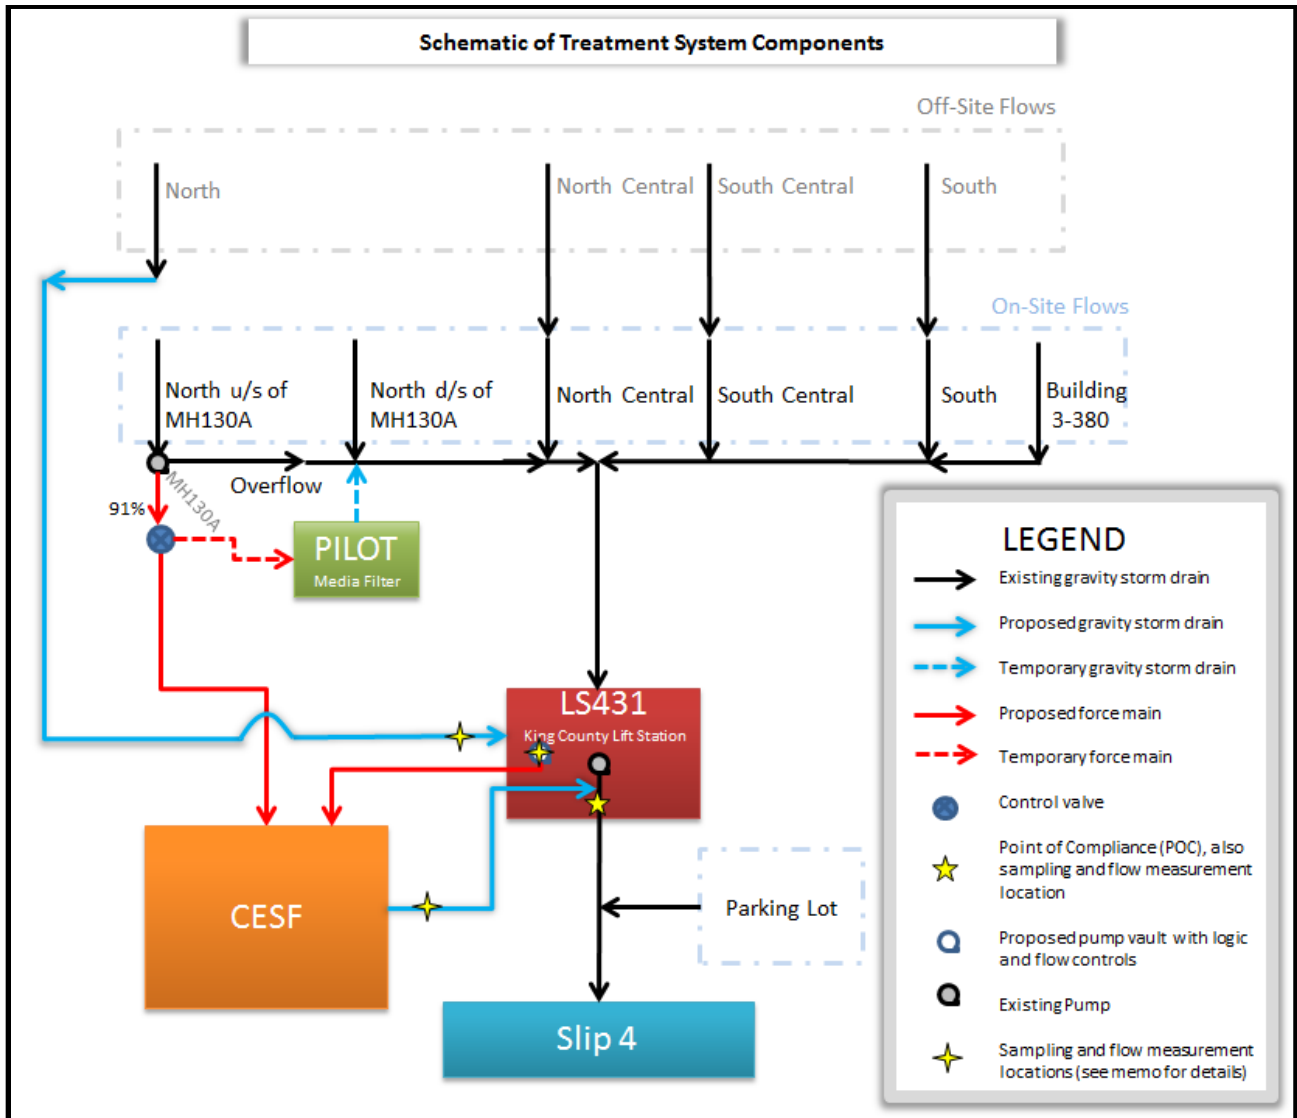 Schematic of Treatment System Components
Off-Site Flows
North
North Central
South Central
South
On-Site Flows
North u/s of
MH130A
North d/s of
MH130A
North Central
South Central
South
Building
3-380
Overflow
MH130A
91%
PILOT
Media Filter
LS431
King County Lift Station
CESF
Parking Lot
Slip 4
LEGEND
Existing gravity storm drain
Proposed gravity storm drain
Temporary gravity storm drain
Proposed force main
Temporary force main
Control valve
Point of Compliance (POC), also
sampling and flow measurement
location
Proposed pump vault with logic
and flow controls
Existing Pump
Sampling and flow measurement
locations (see memo for details)